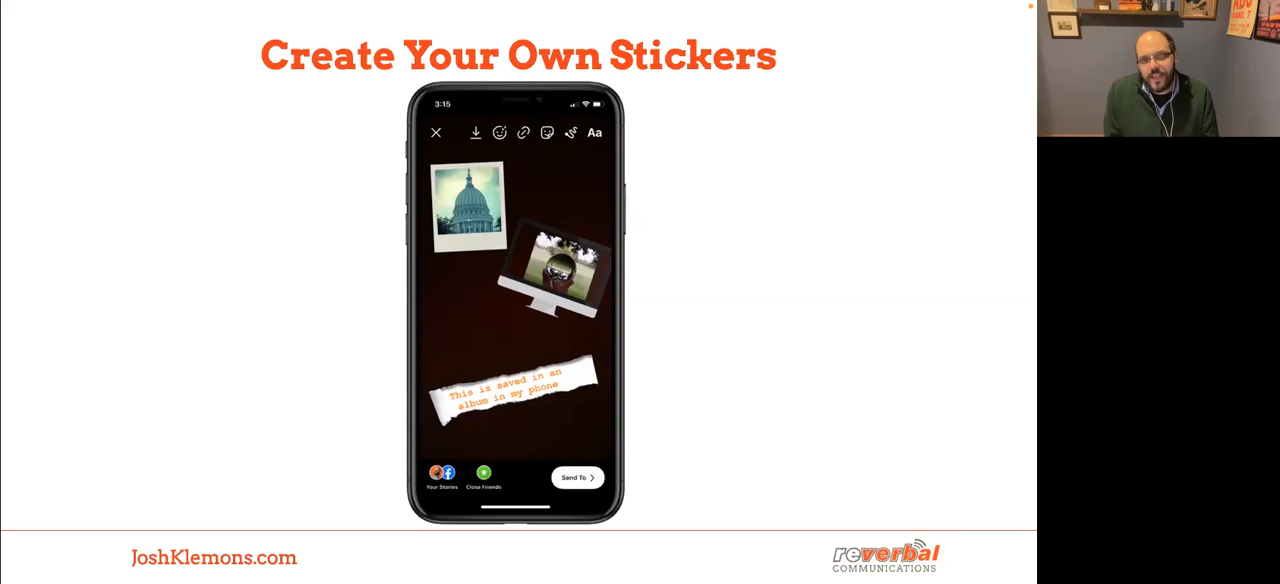 Create Your Own Stickers
3:15
Aa
This is saved in an
album in my phone
Your Stories
Close Friends
Send To
JoshKlemons.com
reverbal
COMMUNICATIONS